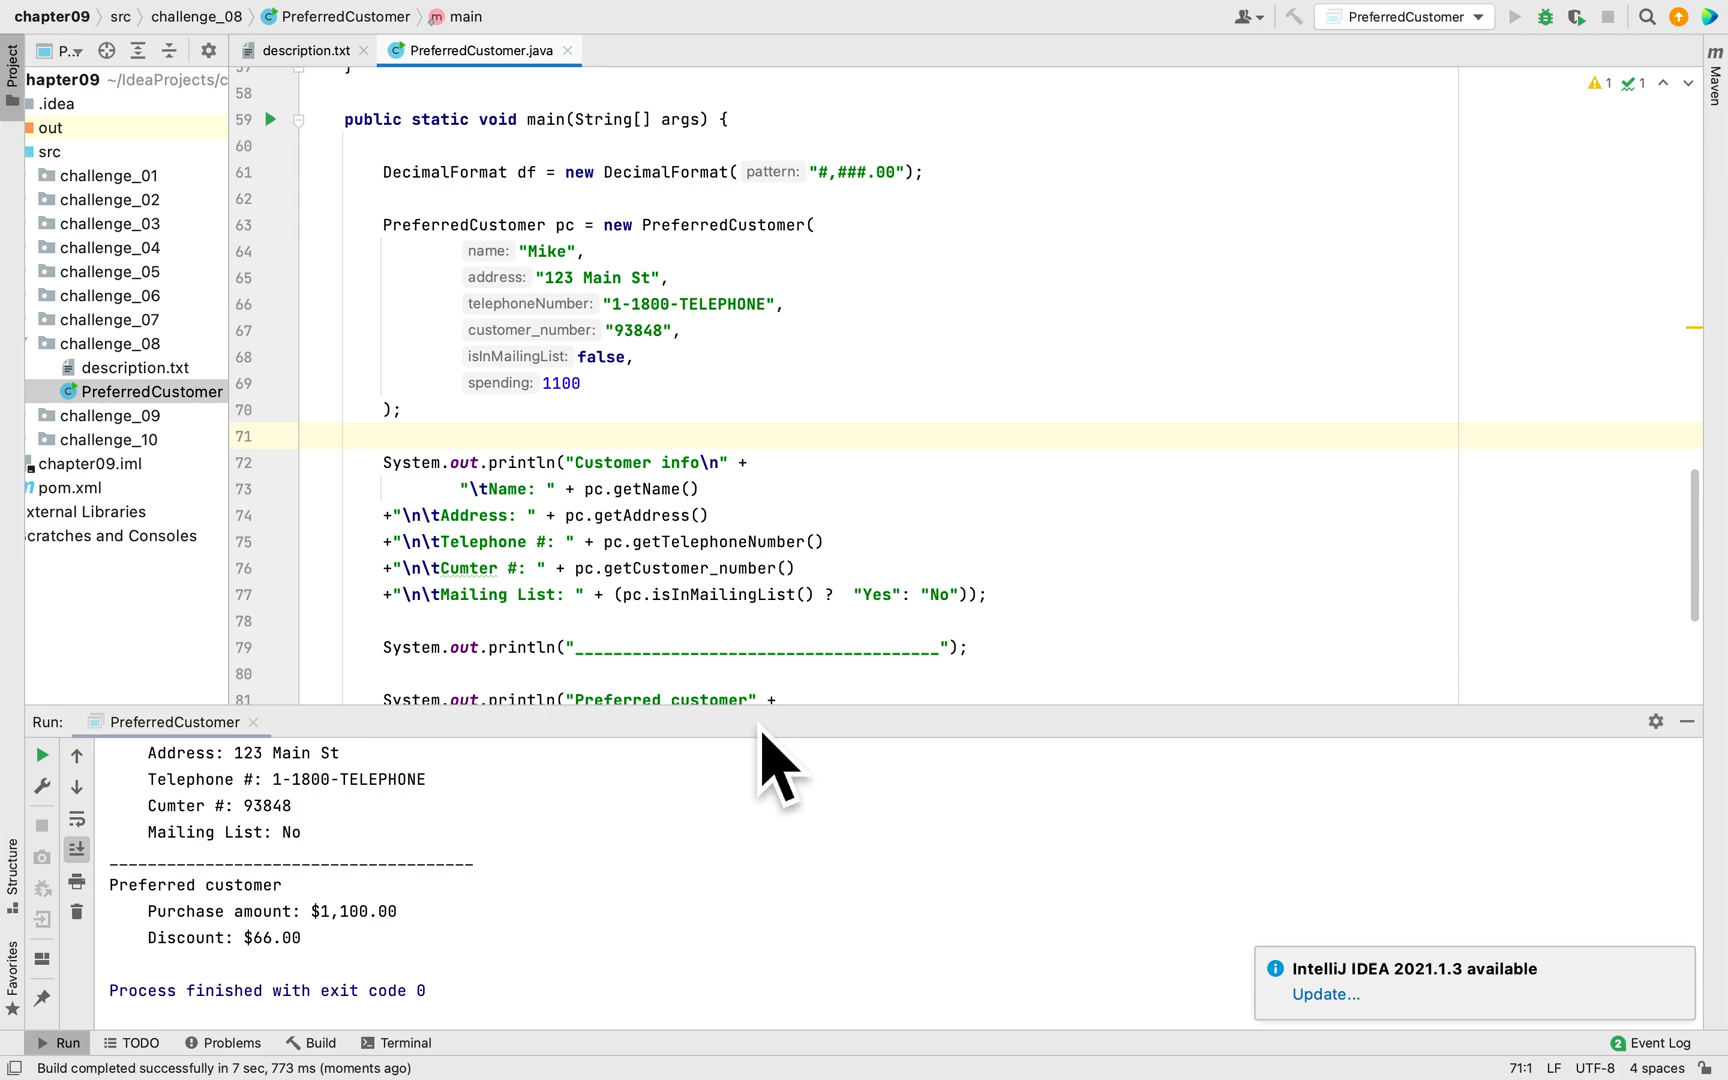 chapter09 src challenge_08 PreferredCustomer main PreferredCustomer
Project P... description.txt PreferredCustomer.java Maven
hapter09 ~/IdeaProjects/c
.idea
out
src
challenge_01
challenge_02
challenge_03
challenge_04
challenge_05
challenge_06
challenge_07
challenge_08
description.txt
PreferredCustomer
challenge_09
challenge_10
chapter09.iml
pom.xml
xternal Libraries
cratches and Consoles
1 1
57 }
58
59 public static void main(String[] args) {
60
61 DecimalFormat df = new DecimalFormat( pattern: "#,###.00");
62
63 PreferredCustomer pc = new PreferredCustomer(
64 name: "Mike",
65 address: "123 Main St",
66 telephoneNumber: "1-1800-TELEPHONE",
67 customer_number: "93848",
68 isInMailingList: false,
69 spending: 1100
70 );
71
72 System.out.println("Customer info\n" +
73 "\tName: " + pc.getName()
74 +"\n\tAddress: " + pc.getAddress()
75 +"\n\tTelephone #: " + pc.getTelephoneNumber()
76 +"\n\tCumter #: " + pc.getCustomer_number()
77 +"\n\tMailing List: " + (pc.isInMailingList() ? "Yes": "No"));
78
79 System.out.println("______________________________________");
80
81 System.out.println("Preferred customer" +
Run: PreferredCustomer
Address: 123 Main St
Telephone #: 1-1800-TELEPHONE
Cumter #: 93848
Mailing List: No
______________________________________
Preferred customer
Purchase amount: $1,100.00
Discount: $66.00
Process finished with exit code 0
Structure
Favorites
IntelliJ IDEA 2021.1.3 available
Update...
Run TODO Problems Build Terminal 2 Event Log
Build completed successfully in 7 sec, 773 ms (moments ago) 71:1 LF UTF-8 4 spaces